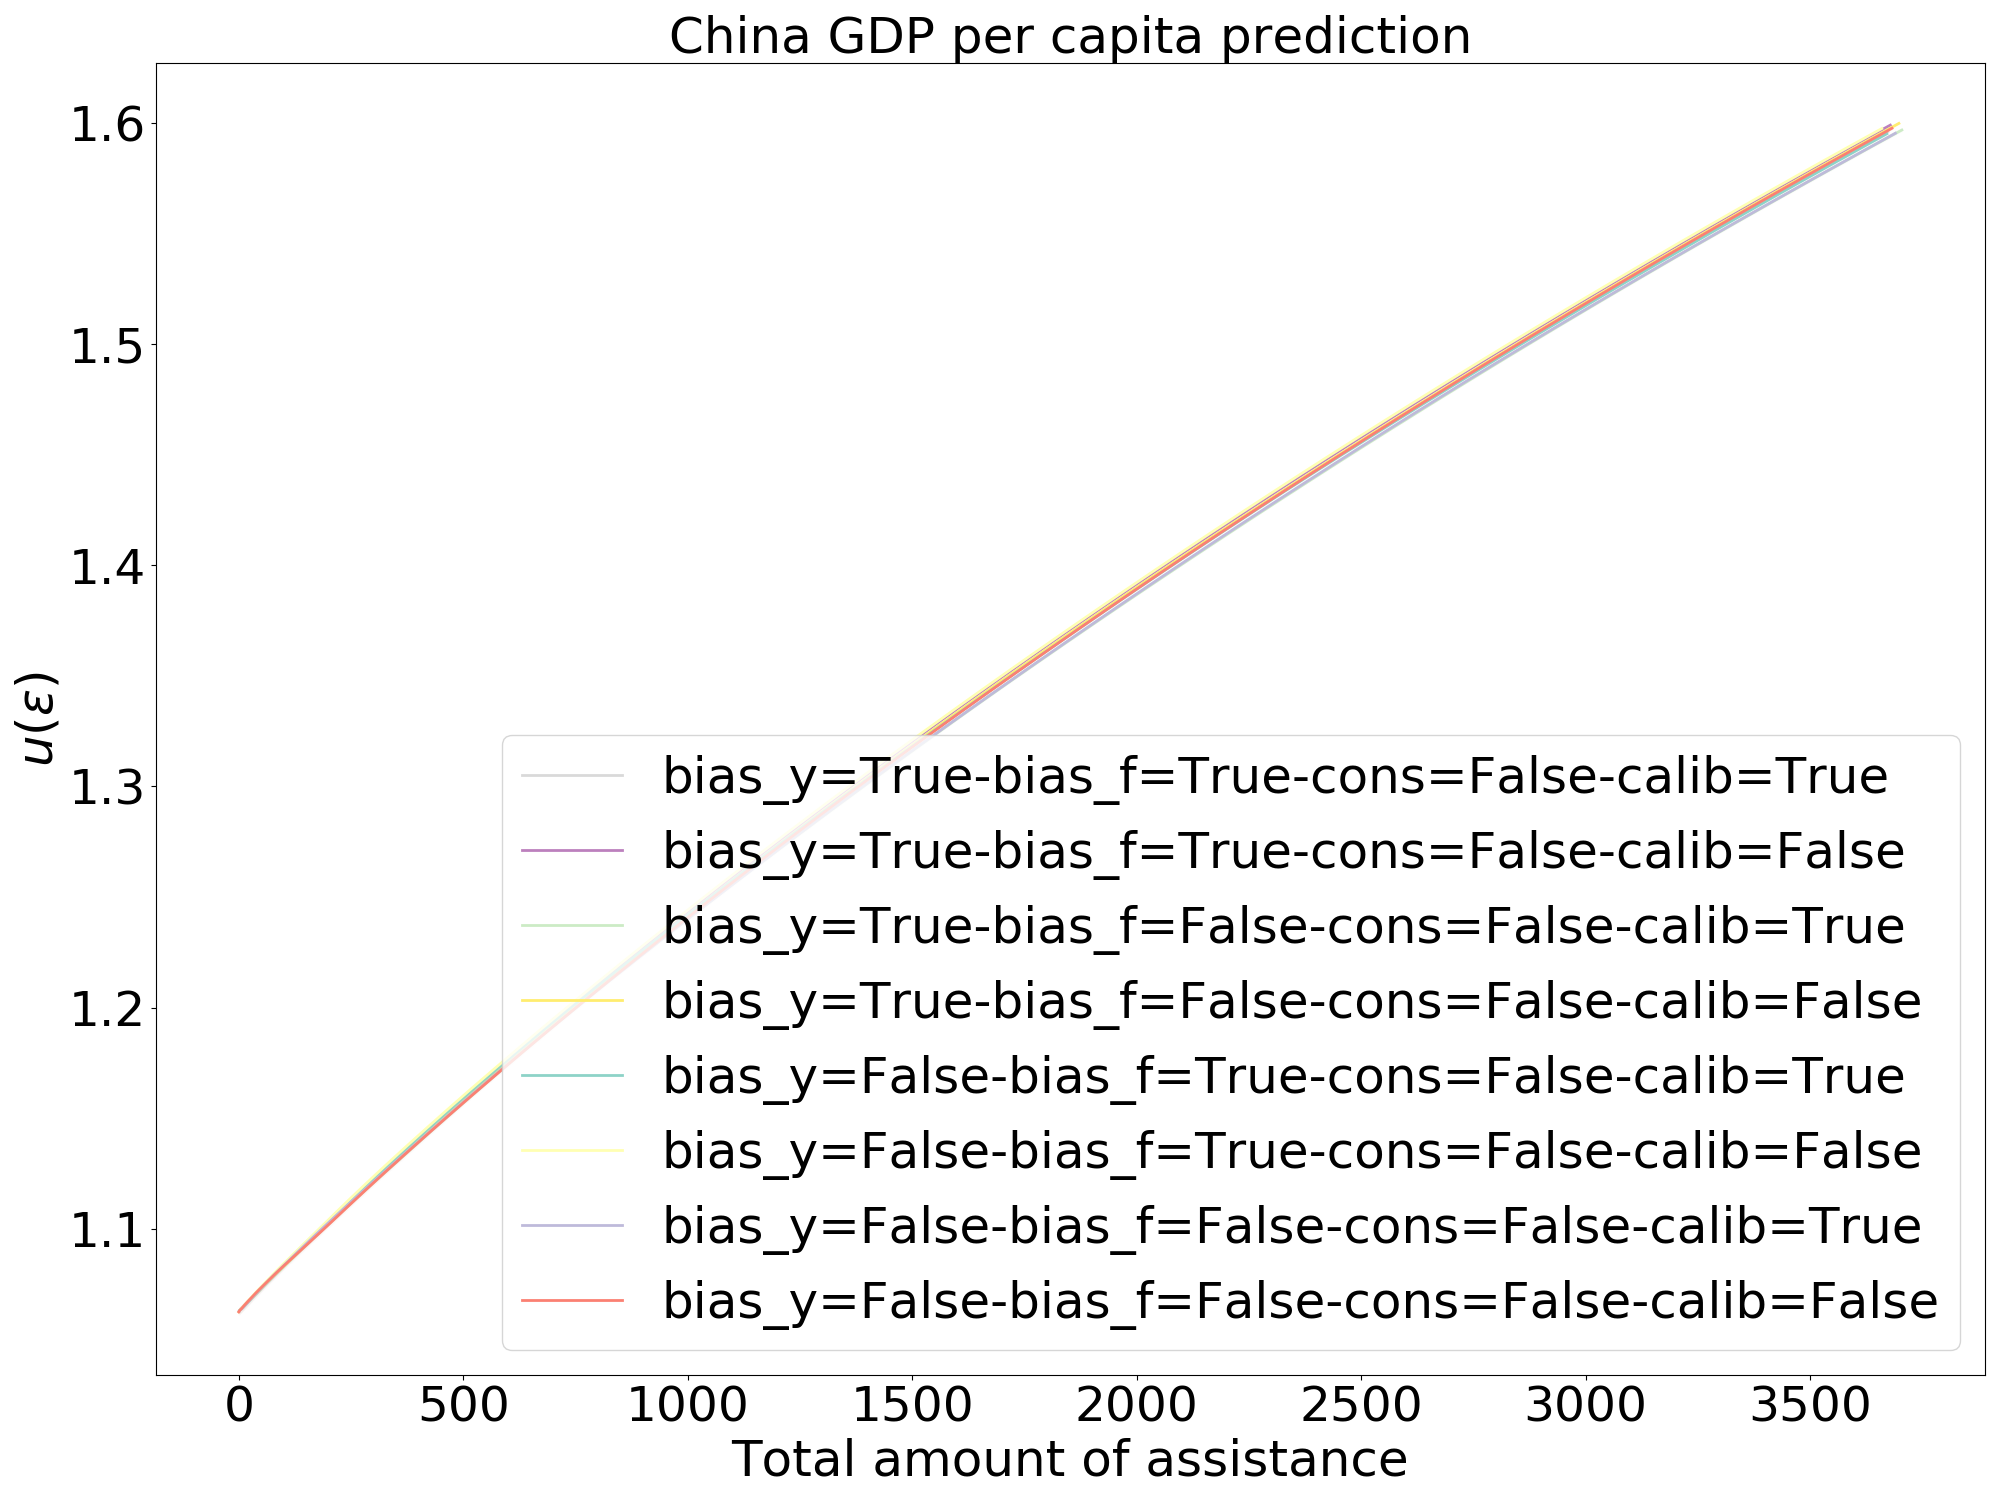 China GDP per capita prediction
1.6
1.5
1.4
1.3
1.2
1.1
u(ε)
bias_y=True-bias_f=True-cons=False-calib=True
bias_y=True-bias_f=True-cons=False-calib=False
bias_y=True-bias_f=False-cons=False-calib=True
bias_y=True-bias_f=False-cons=False-calib=False
bias_y=False-bias_f=True-cons=False-calib=True
bias_y=False-bias_f=True-cons=False-calib=False
bias_y=False-bias_f=False-cons=False-calib=True
bias_y=False-bias_f=False-cons=False-calib=False
0 500 1000 1500 2000 2500 3000 3500
Total amount of assistance